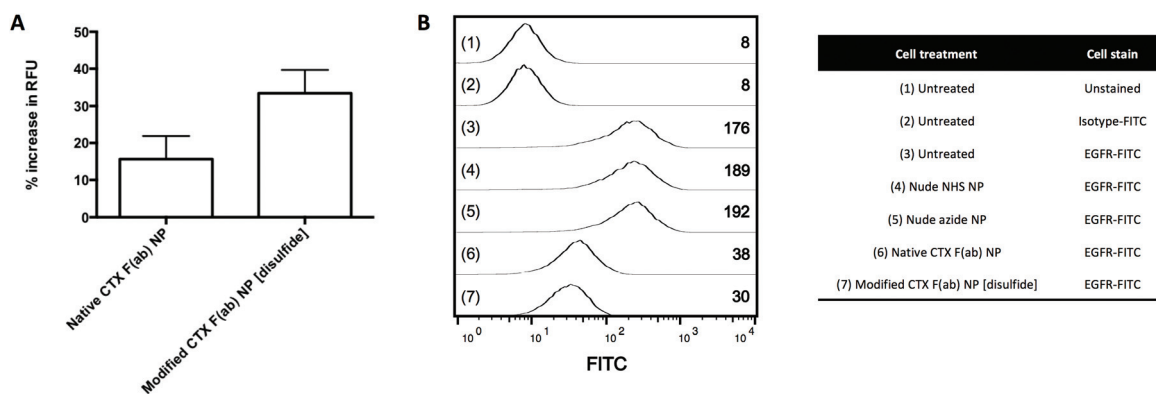 A
% increase in RFU
50
40
30
20
10
0
Native CTX F(ab) NP
Modified CTX F(ab) NP [disulfide]
B
(1) 8
(2) 8
(3) 176
(4) 189
(5) 192
(6) 38
(7) 30
10^0 10^1 10^2 10^3 10^4
FITC
Cell treatment Cell stain
(1) Untreated Unstained
(2) Untreated Isotype-FITC
(3) Untreated EGFR-FITC
(4) Nude NHS NP EGFR-FITC
(5) Nude azide NP EGFR-FITC
(6) Native CTX F(ab) NP EGFR-FITC
(7) Modified CTX F(ab) NP [disulfide] EGFR-FITC